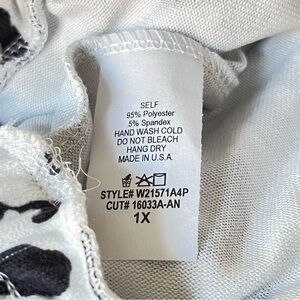 SELF
95% Polyester
5% Spandex
HAND WASH COLD
DO NOT BLEACH
HANG DRY
MADE IN U.S.A.
STYLE# W21571A4P
CUT# 16033A-AN
1X